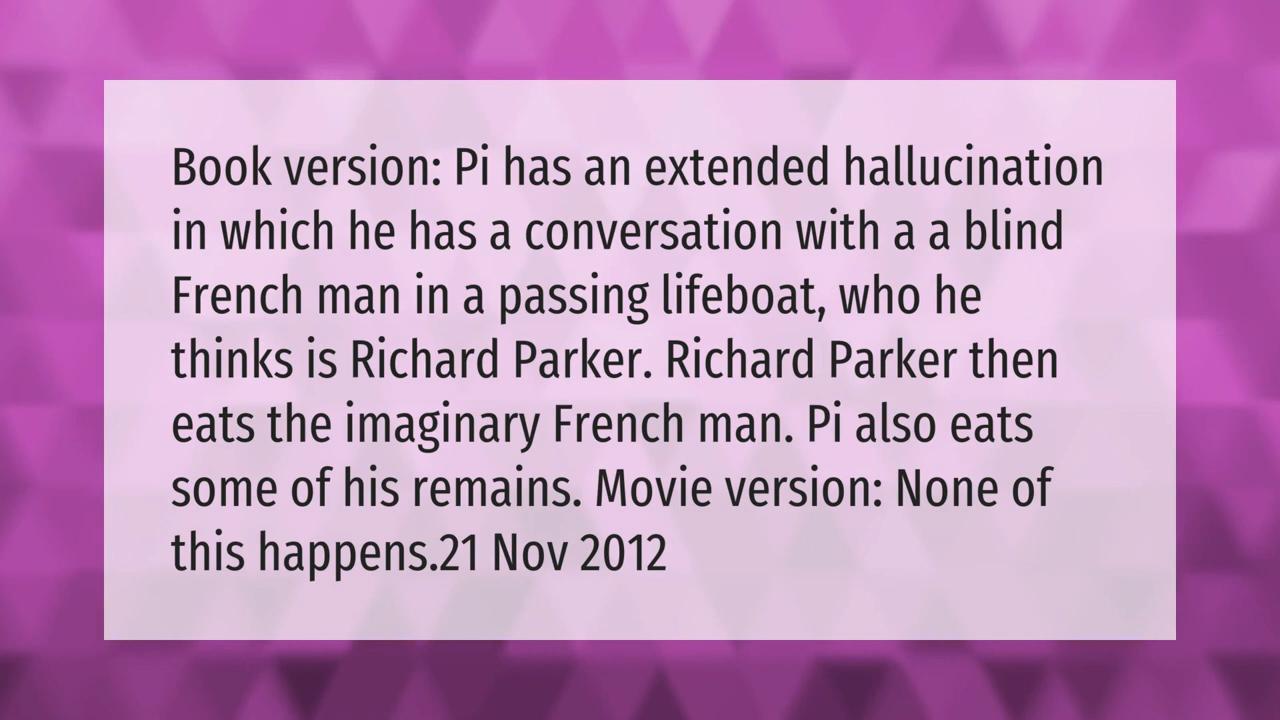 Book version: Pi has an extended hallucination
in which he has a conversation with a a blind
French man in a passing lifeboat, who he
thinks is Richard Parker. Richard Parker then
eats the imaginary French man. Pi also eats
some of his remains. Movie version: None of
this happens.21 Nov 2012